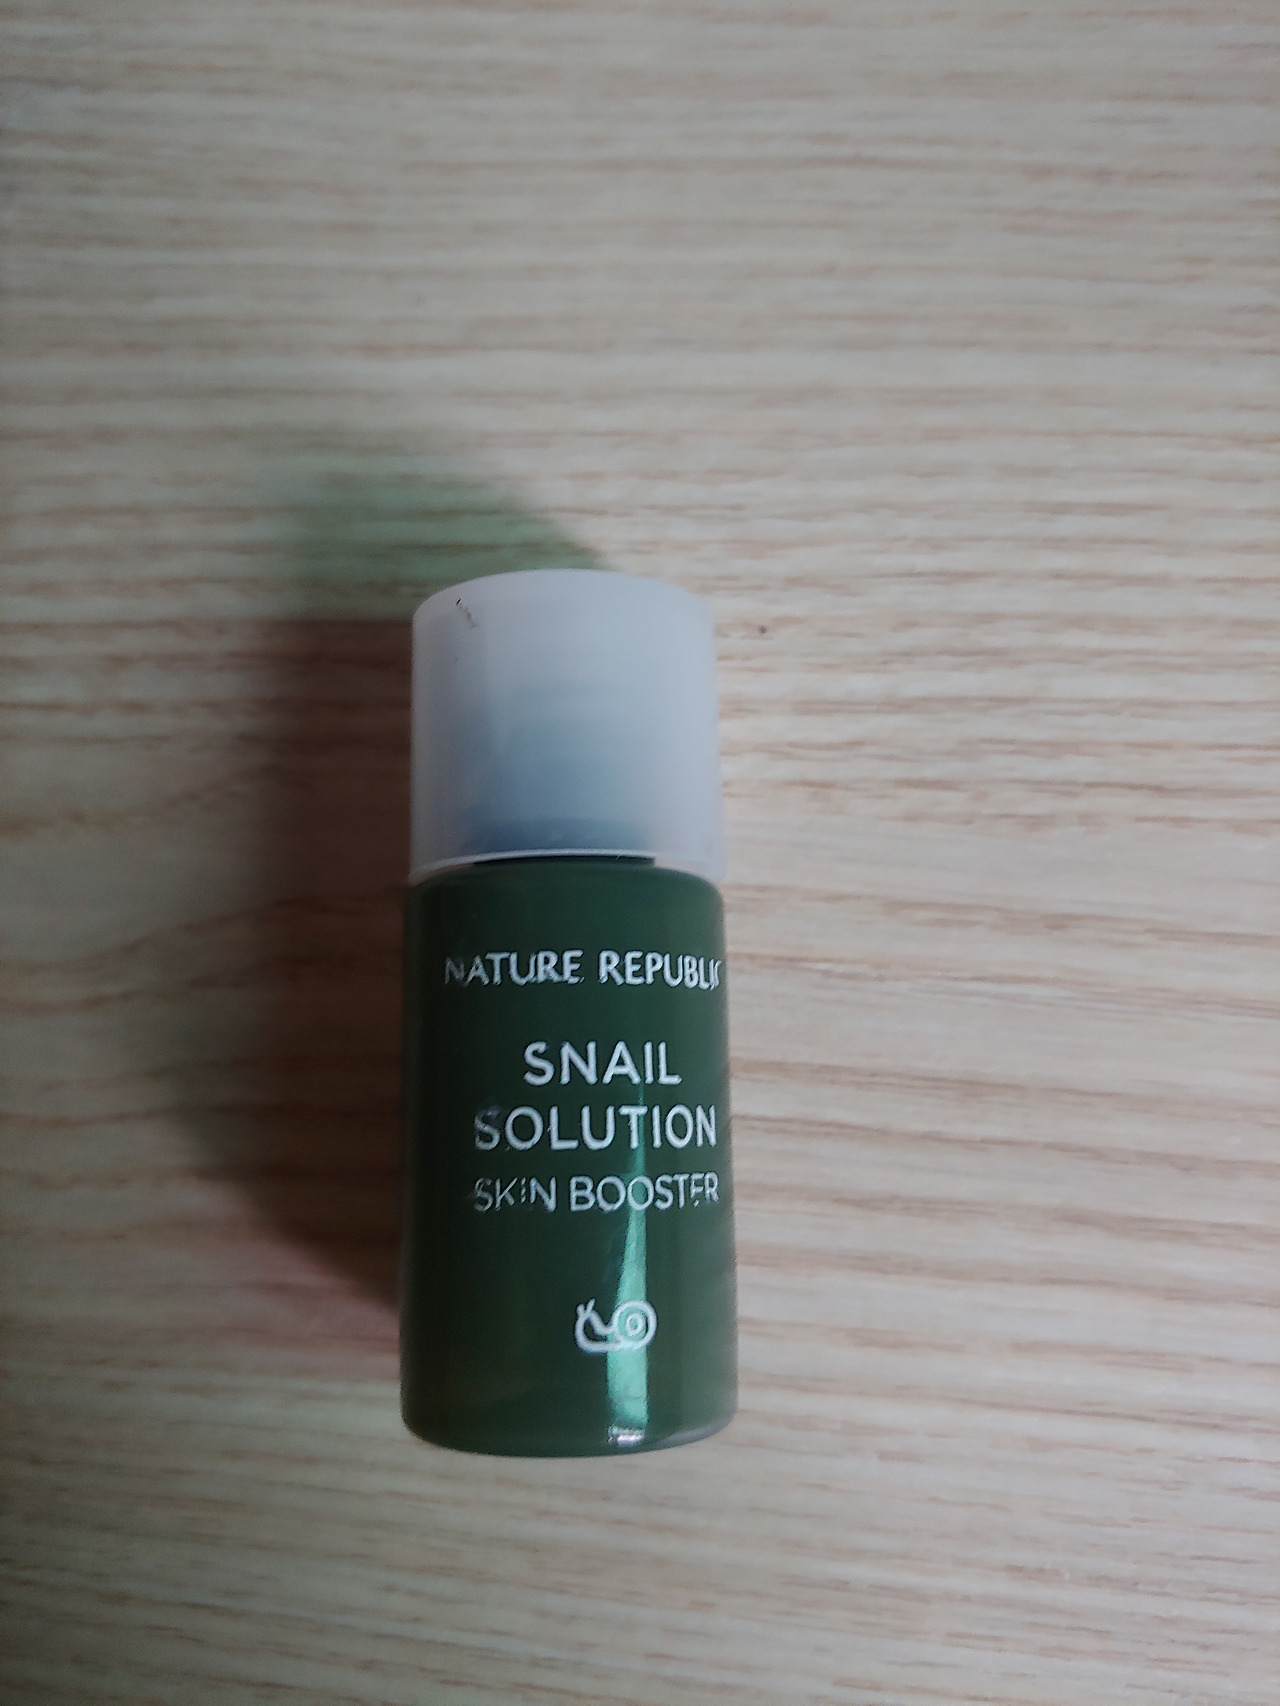 NATURE REPUBLIC
SNAIL
SOLUTION
SKIN BOOSTER